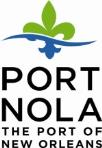 PORT
NOLA
THE PORT OF
NEW ORLEANS